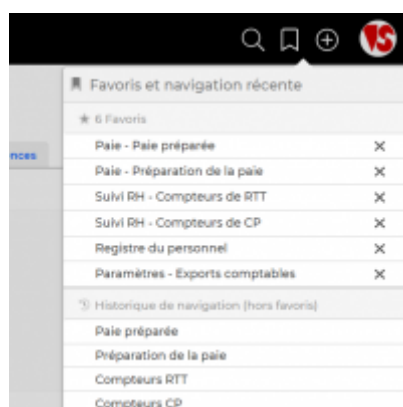 VS
Favoris et navigation récente
6 Favoris
nces
Paie - Paie préparée
Paie - Préparation de la paie
Suivi RH - Compteurs de RTT
Suivi RH - Compteurs de CP
Registre du personnel
Paramètres - Exports comptables
Historique de navigation (hors favoris)
Paie préparée
Préparation de la paie
Compteurs RTT
Compteurs CP